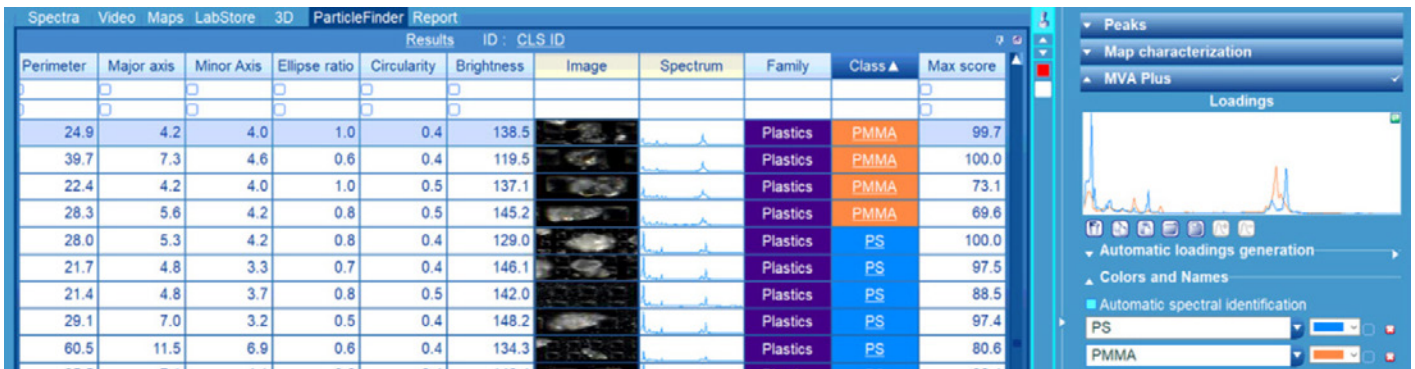 Spectra Video Maps LabStore 3D ParticleFinder Report
Results ID : CLS ID
Perimeter Major axis Minor Axis Ellipse ratio Circularity Brightness Image Spectrum Family Class▲ Max score
24.9 4.2 4.0 1.0 0.4 138.5 Plastics PMMA 99.7
39.7 7.3 4.6 0.6 0.4 119.5 Plastics PMMA 100.0
22.4 4.2 4.0 1.0 0.5 137.1 Plastics PMMA 73.1
28.3 5.6 4.2 0.8 0.5 145.2 Plastics PMMA 69.6
28.0 5.3 4.2 0.8 0.4 129.0 Plastics PS 100.0
21.7 4.8 3.3 0.7 0.4 146.1 Plastics PS 97.5
21.4 4.8 3.7 0.8 0.5 142.0 Plastics PS 88.5
29.1 7.0 3.2 0.5 0.4 148.2 Plastics PS 97.4
60.5 11.5 6.9 0.6 0.4 134.3 Plastics PS 80.6
Peaks
Map characterization
MVA Plus
Loadings
Automatic loadings generation
Colors and Names
Automatic spectral identification
PS
PMMA